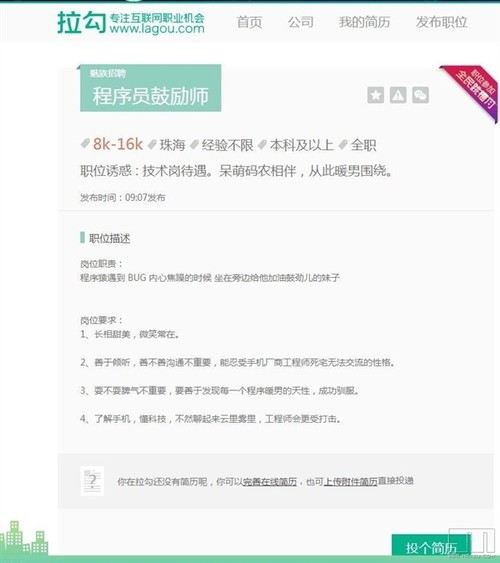 拉勾 专注互联网职业机会
www.lagou.com
首页 公司 我的简历 发布职位
魅族招聘
程序员鼓励师
职位参加
8k-16k 珠海 经验不限 本科及以上 全职
职位诱惑 : 技术岗待遇。呆萌码农相伴，从此暖男围绕。
发布时间：09:07发布
职位描述
岗位职责：
程序猿遇到 BUG 内心焦躁的时候 坐在旁边给他加油鼓劲儿的妹子
岗位要求：
1、长相甜美，微笑常在。
2、善于倾听，善不善沟通不重要，能忍受手机厂商工程师死宅无法交流的性格。
3、耍不耍脾气不重要，要善于发现每一个程序暖男的天性，成功驯服。
4、了解手机，懂科技，不然聊起来云里雾里，工程师会更受打击。
?
你在拉勾还没有简历呢，你可以完善在线简历，也可上传附件简历直接投递
投个简历